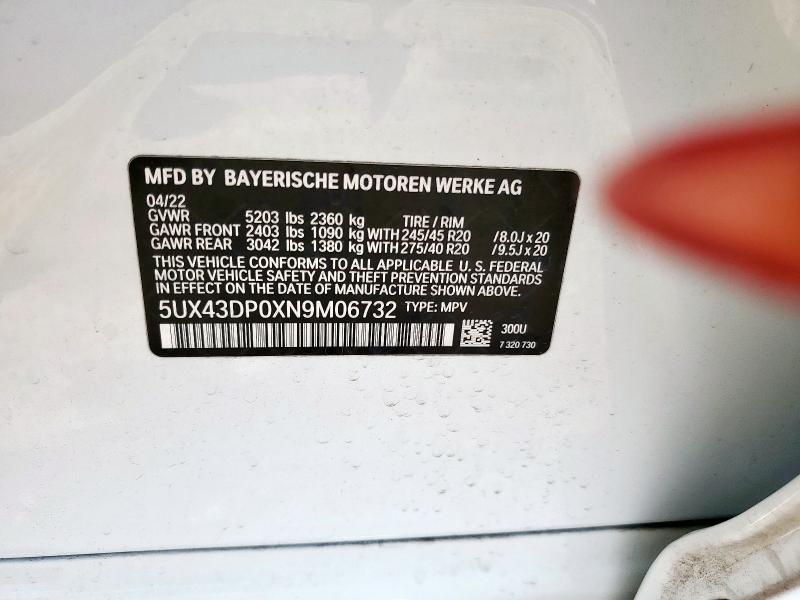 MFD BY BAYERISCHE MOTOREN WERKE AG
04/22
GVWR 5203 lbs 2360 kg TIRE / RIM
GAWR FRONT 2403 lbs 1090 kg WITH 245/45 R20 /8.0J x 20
GAWR REAR 3042 lbs 1380 kg WITH 275/40 R20 /9.5J x 20
THIS VEHICLE CONFORMS TO ALL APPLICABLE U. S. FEDERAL
MOTOR VEHICLE SAFETY AND THEFT PREVENTION STANDARDS
IN EFFECT ON THE DATE OF MANUFACTURE SHOWN ABOVE.
5UX43DP0XN9M06732 TYPE: MPV
300U
7 320 730